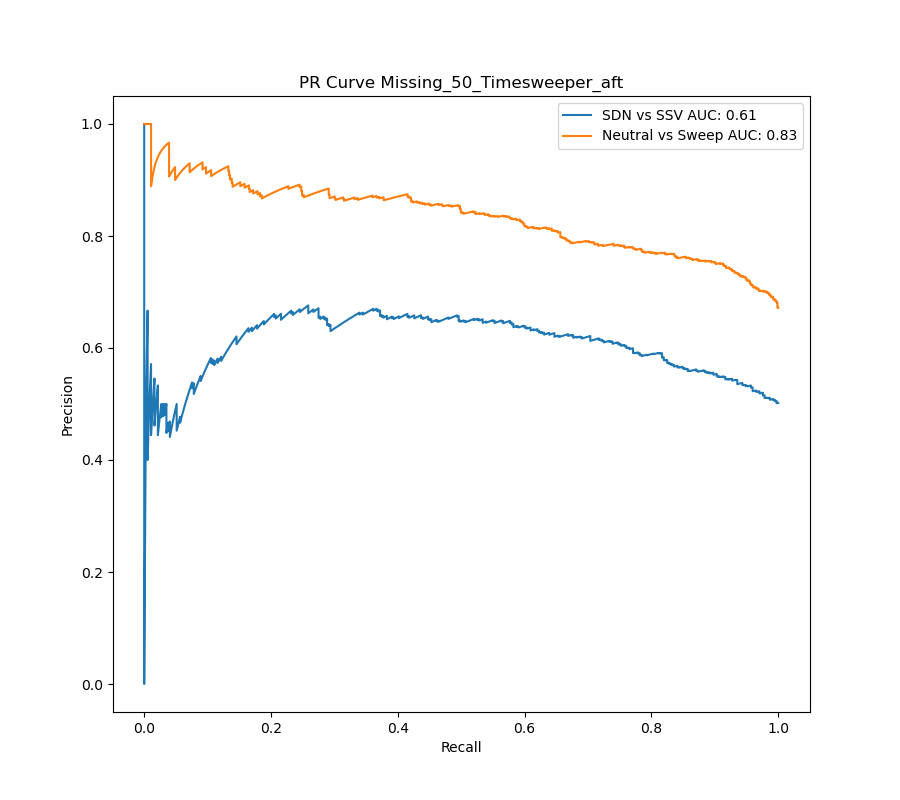 PR Curve Missing_50_Timesweeper_aft
SDN vs SSV AUC: 0.61
Neutral vs Sweep AUC: 0.83
1.0
0.8
0.6
0.4
0.2
0.0
Precision
0.0 0.2 0.4 0.6 0.8 1.0
Recall